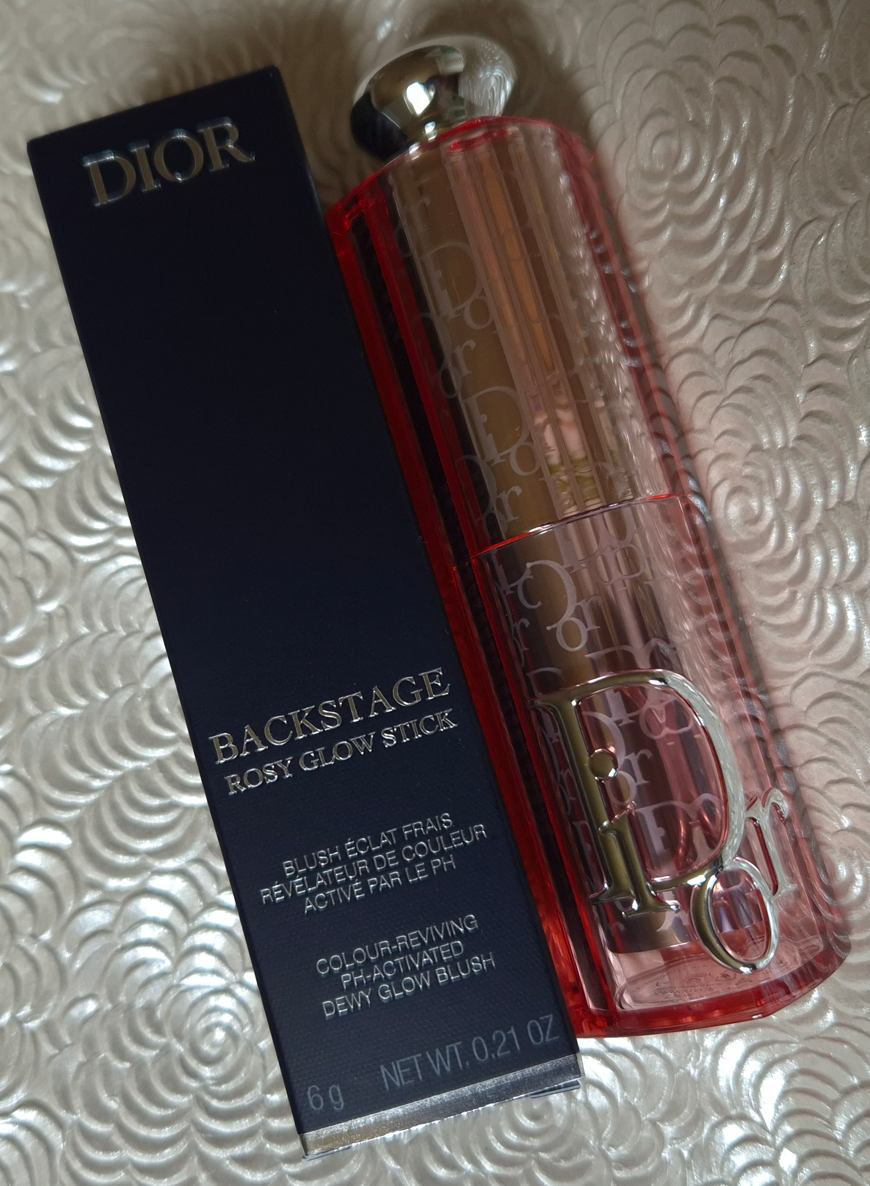 DIOR
BACKSTAGE
ROSY GLOW STICK
BLUSH ÉCLAT FRAIS
RÉVÉLATEUR DE COULEUR
ACTIVÉ PAR LE PH
COLOUR-REVIVING
PH-ACTIVATED
DEWY GLOW BLUSH
6 g NET WT. 0.21 OZ
Dior